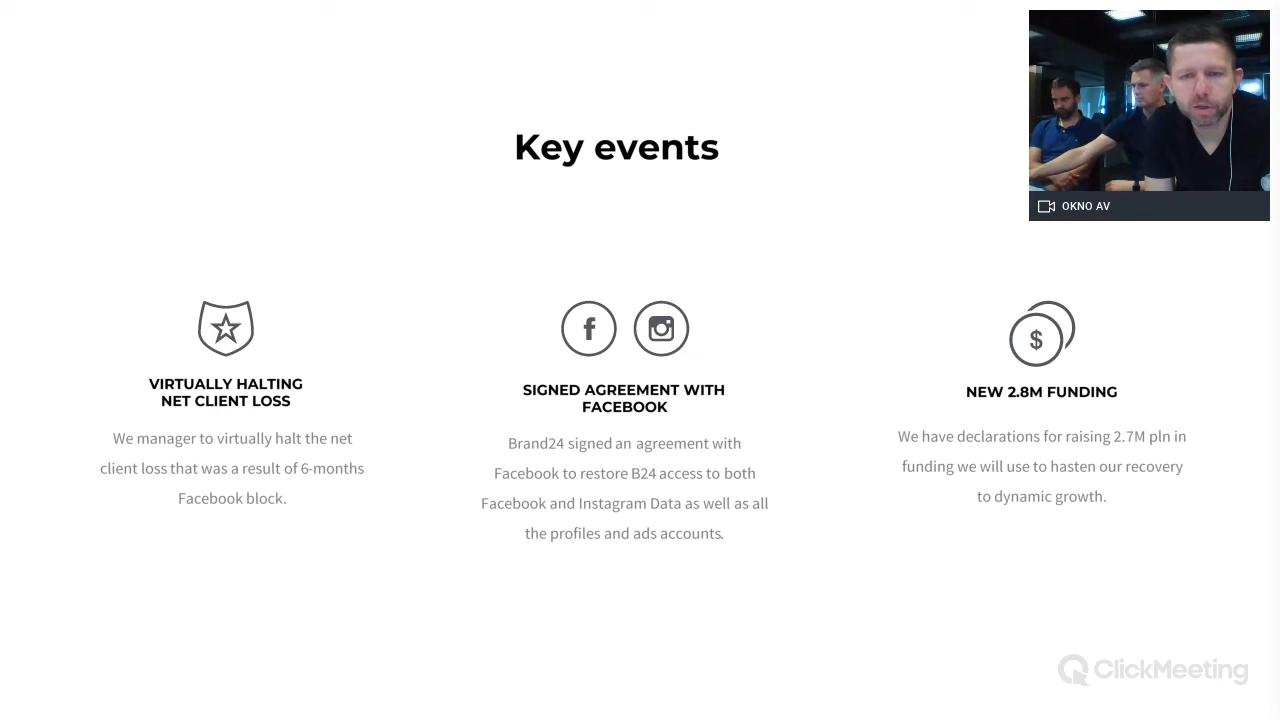 Key events
OKNO AV
VIRTUALLY HALTING
NET CLIENT LOSS
We manager to virtually halt the net
client loss that was a result of 6-months
Facebook block.
SIGNED AGREEMENT WITH
FACEBOOK
Brand24 signed an agreement with
Facebook to restore B24 access to both
Facebook and Instagram Data as well as all
the profiles and ads accounts.
$
NEW 2.8M FUNDING
We have declarations for raising 2.7M pln in
funding we will use to hasten our recovery
to dynamic growth.
ClickMeeting